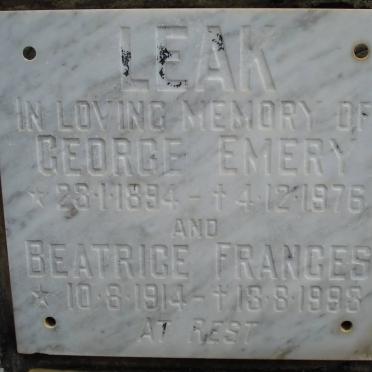 LEAK
IN LOVING MEMORY OF
GEORGE EMERY
* 23·1·1894 - † 4·12·1976
AND
BEATRICE FRANCES
* 10·8·1914 - † 18·8·1998
AT REST